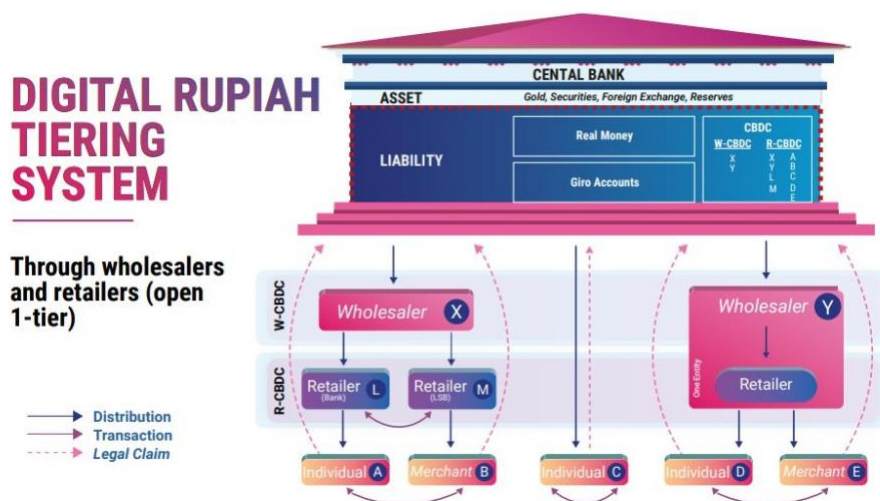 DIGITAL RUPIAH
TIERING
SYSTEM
Through wholesalers
and retailers (open
1-tier)
Distribution
Transaction
Legal Claim
CENTAL BANK
ASSET
Gold, Securities, Foreign Exchange, Reserves
LIABILITY
Real Money
Giro Accounts
CBDC
W-CBDC R-CBDC
X
Y
X
Y
L
M
A
B
C
D
E
W-CBDC
Wholesaler X
Wholesaler Y
R-CBDC
Retailer
(Bank)
L
Retailer
(LSB)
M
One Entity
Retailer
Individual A
Merchant B
Individual C
Individual D
Merchant E